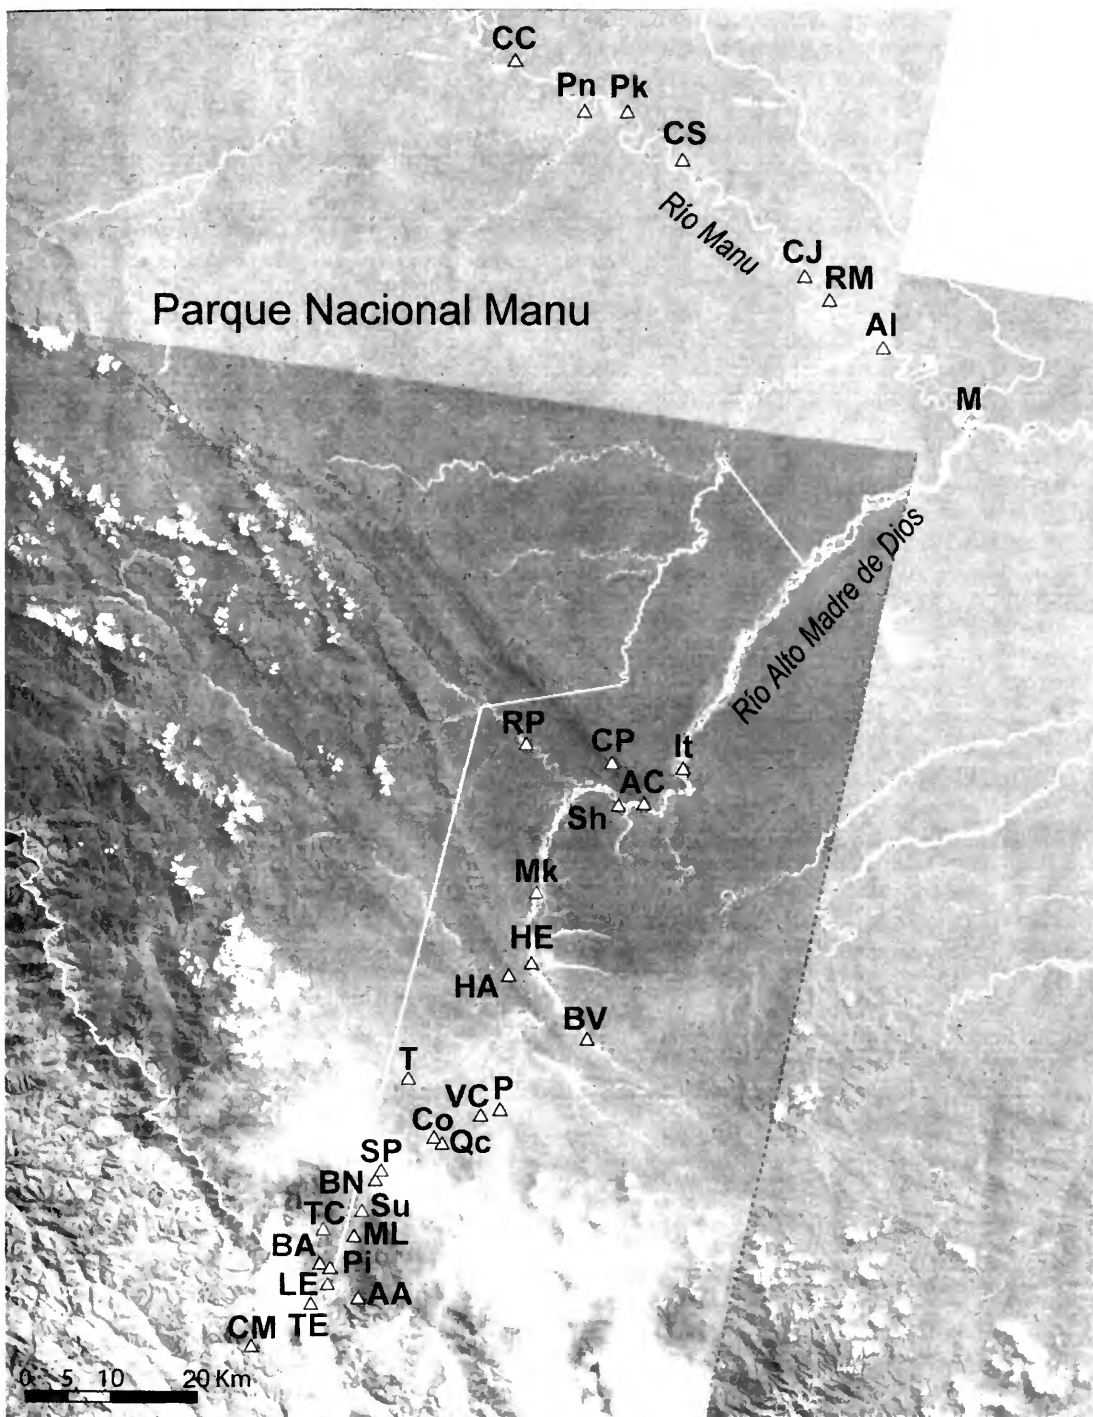 CC
Pn Pk
CS
Río Manu
CJ
RM
Parque Nacional Manu
Al
M
Río Alto Madre de Dios
RP
CP
It
AC
Sh
Mk
HE
HA
BV
T
VC P
Co
Qc
SP
BN
Su
TC
ML
BA
Pi
LE
AA
TE
CM
0 5 10 20 Km